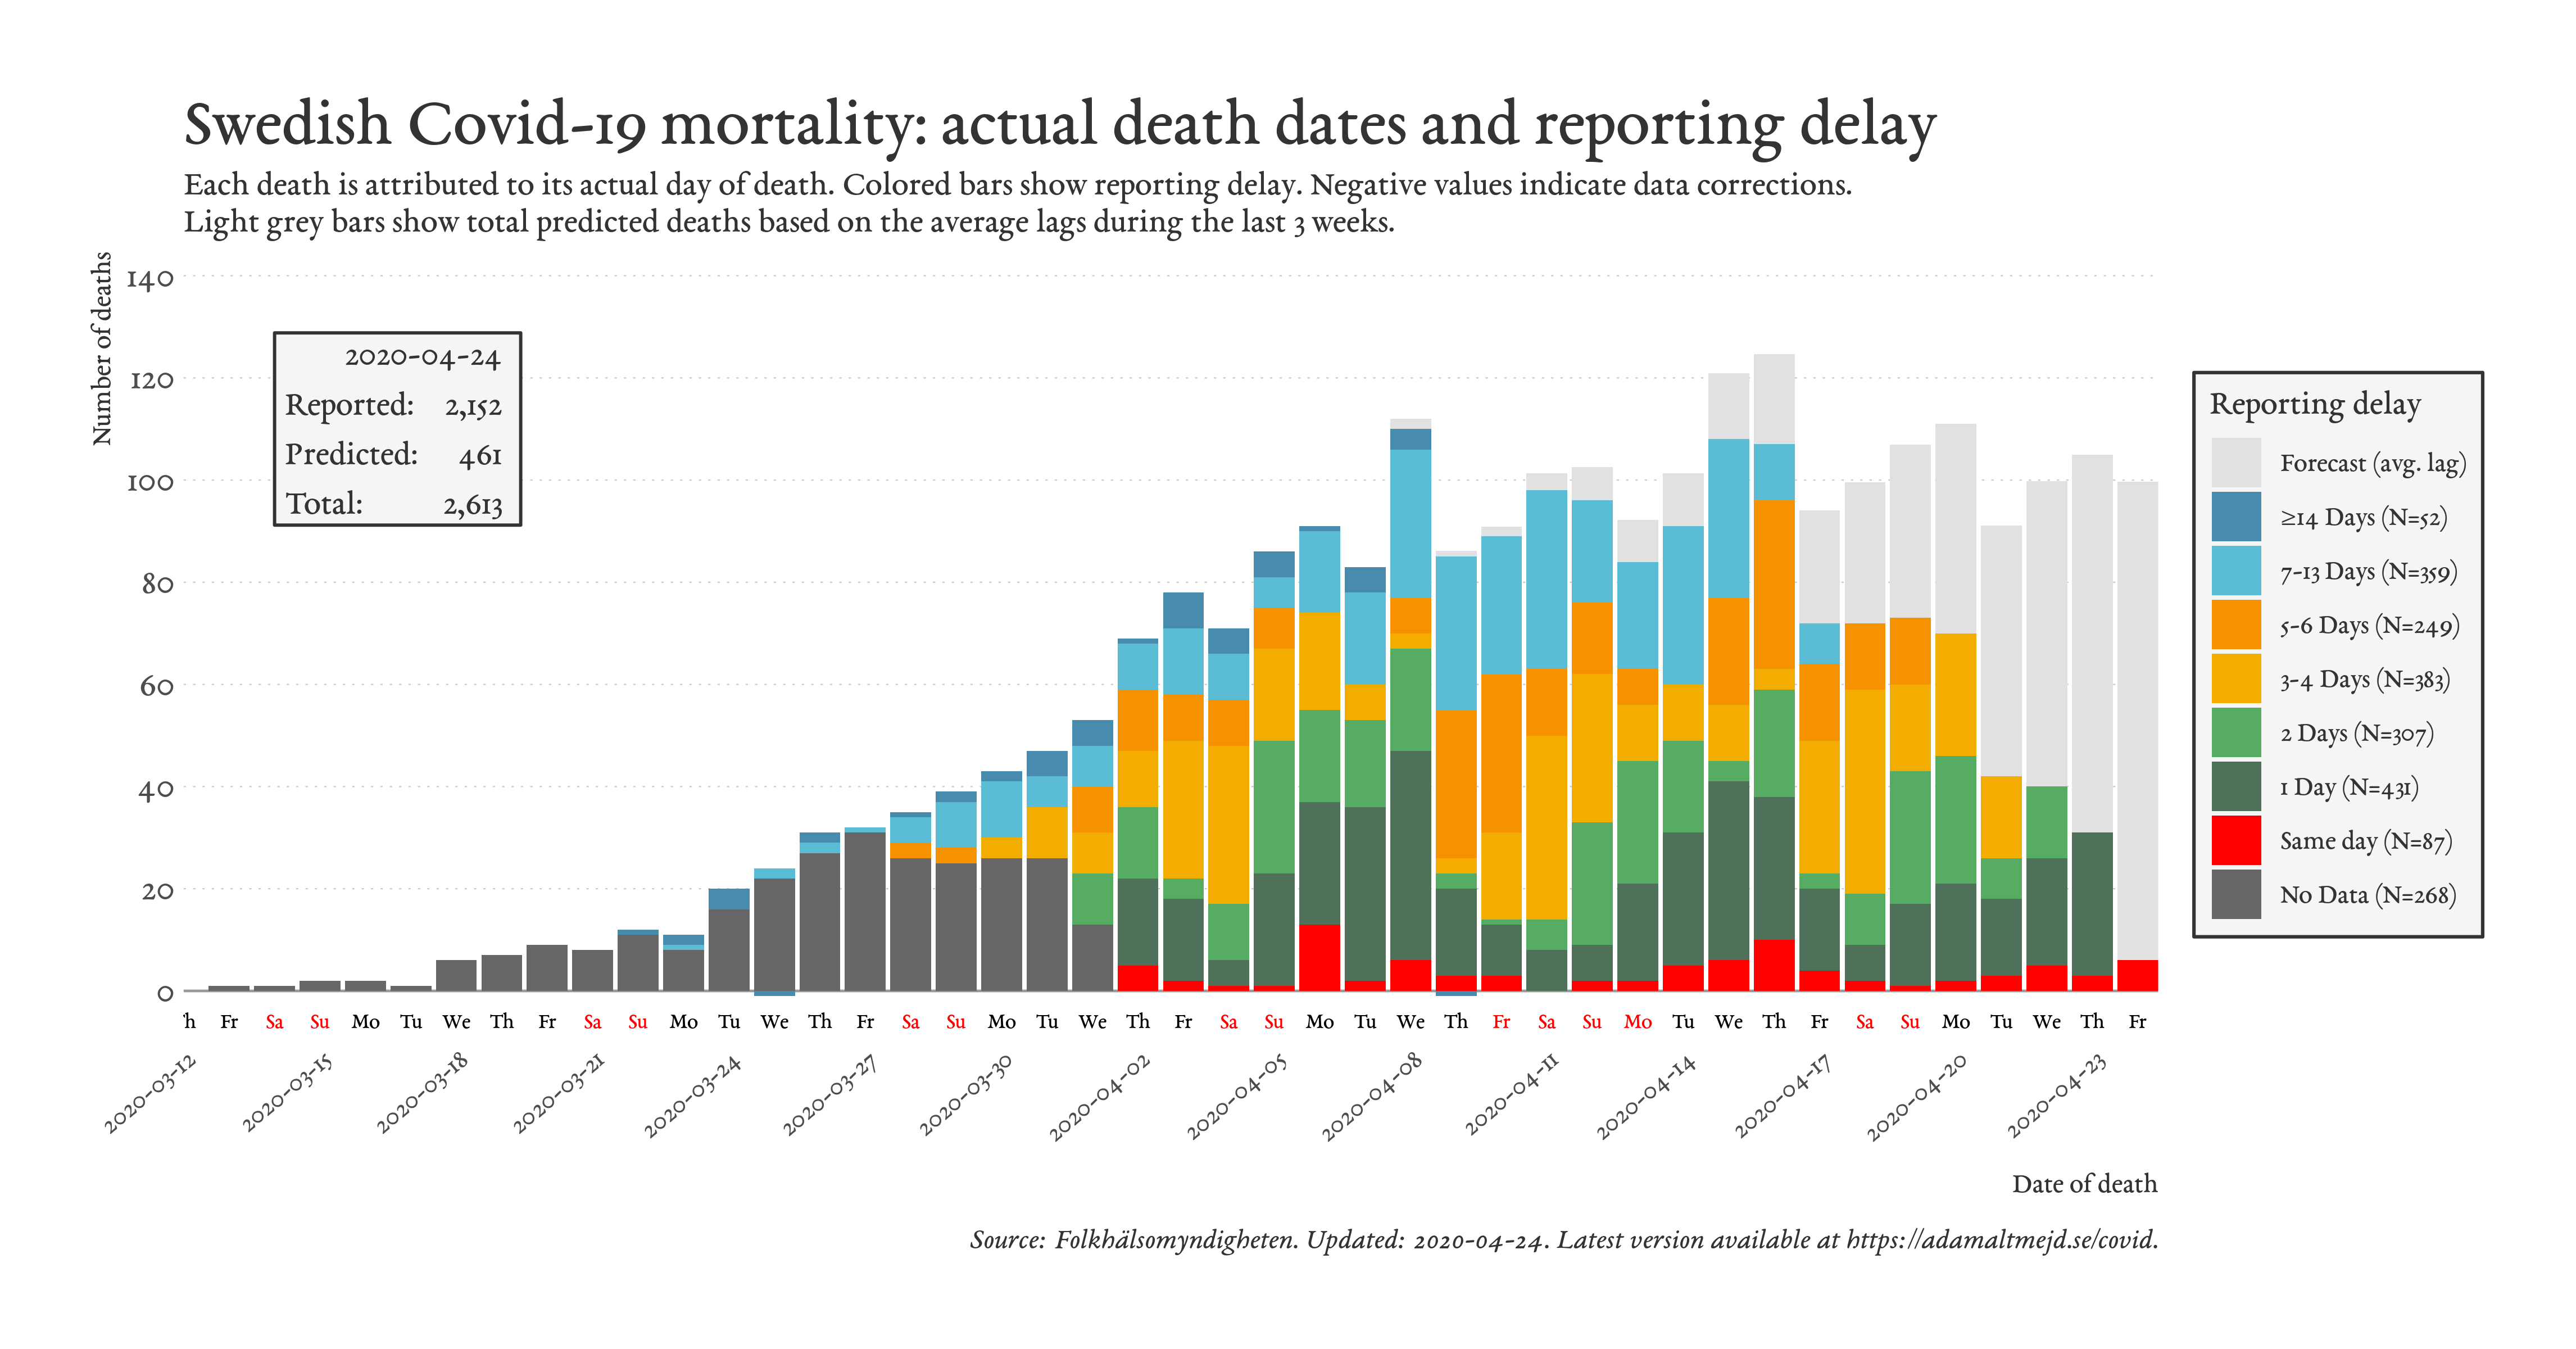 Swedish Covid-19 mortality: actual death dates and reporting delay
Each death is attributed to its actual day of death. Colored bars show reporting delay. Negative values indicate data corrections.
Light grey bars show total predicted deaths based on the average lags during the last 3 weeks.
Number of deaths
140
120
100
80
60
40
20
0
2020-04-24
Reported: 2,152
Predicted: 461
Total: 2,613
Reporting delay
Forecast (avg. lag)
≥14 Days (N=52)
7-13 Days (N=359)
5-6 Days (N=249)
3-4 Days (N=383)
2 Days (N=307)
1 Day (N=431)
Same day (N=87)
No Data (N=268)
h Fr Sa Su Mo Tu We Th Fr Sa Su Mo Tu We Th Fr Sa Su Mo Tu We Th Fr Sa Su Mo Tu We Th Fr Sa Su Mo Tu We Th Fr Sa Su Mo Tu We Th Fr
2020-03-12 2020-03-15 2020-03-18 2020-03-21 2020-03-24 2020-03-27 2020-03-30 2020-04-02 2020-04-05 2020-04-08 2020-04-11 2020-04-14 2020-04-17 2020-04-20 2020-04-23
Date of death
Source: Folkhälsomyndigheten. Updated: 2020-04-24. Latest version available at https://adamaltmejd.se/covid.